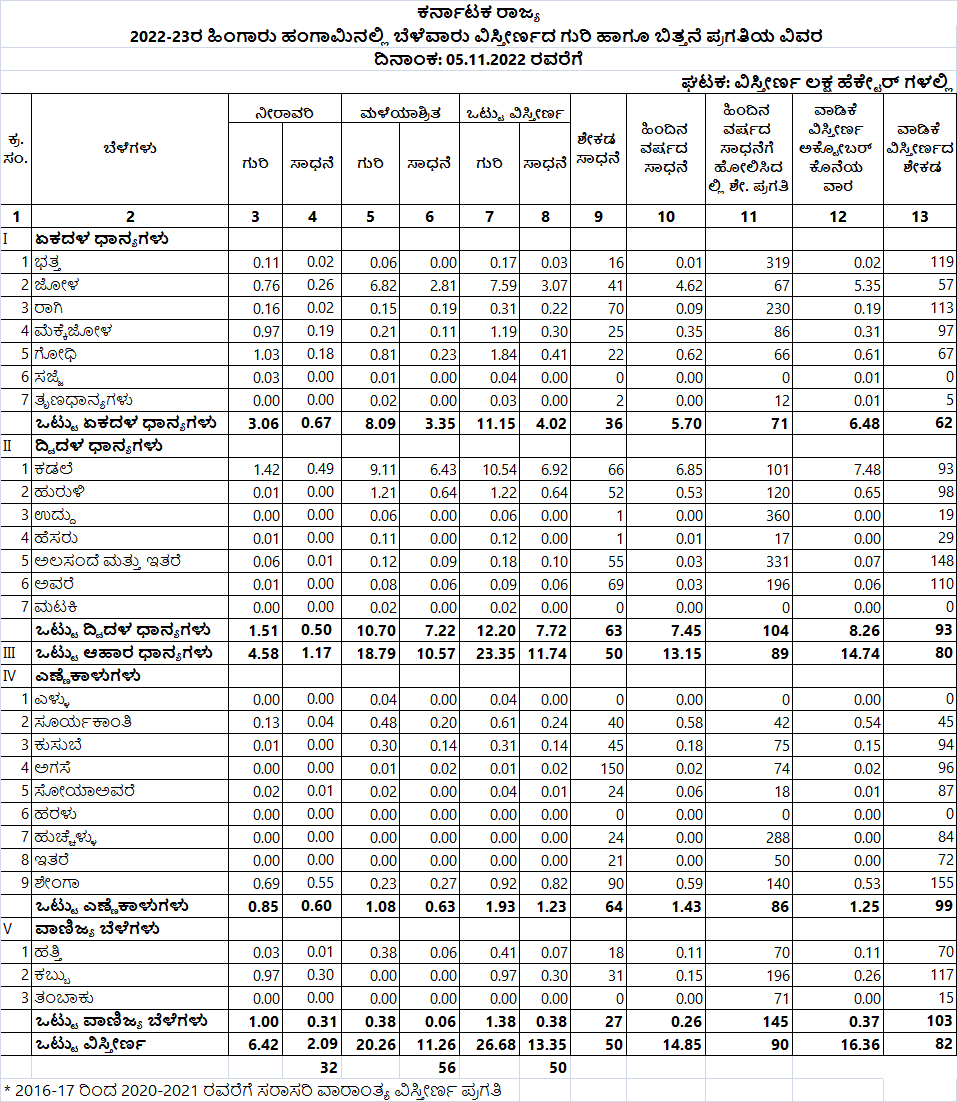 ಕರ್ನಾಟಕ ರಾಜ್ಯ
2022-23ರ ಹಿಂಗಾರು ಹಂಗಾಮಿನಲ್ಲಿ ಬೆಳೆವಾರು ವಿಸ್ತೀರ್ಣದ ಗುರಿ ಹಾಗೂ ಬಿತ್ತನೆ ಪ್ರಗತಿಯ ವಿವರ
ದಿನಾಂಕ: 05.11.2022 ರವರೆಗೆ
ಘಟಕ: ವಿಸ್ತೀರ್ಣ ಲಕ್ಷ ಹೆಕ್ಟೇರ್ ಗಳಲ್ಲಿ
ಕ್ರ. ಸಂ. ಬೆಳೆಗಳು ನೀರಾವರಿ ಮಳೆಯಾಶ್ರಿತ ಒಟ್ಟು ವಿಸ್ತೀರ್ಣ ಶೇಕಡ ಸಾಧನೆ ಹಿಂದಿನ ವರ್ಷದ ಸಾಧನೆ ಹಿಂದಿನ ವರ್ಷದ ಸಾಧನೆಗೆ ಹೋಲಿಸಿದಲ್ಲಿ ಶೇ. ಪ್ರಗತಿ ವಾಡಿಕೆ ವಿಸ್ತೀರ್ಣ ಅಕ್ಟೋಬರ್ ಕೊನೆಯ ವಾರ ವಾಡಿಕೆ ವಿಸ್ತೀರ್ಣದ ಶೇಕಡ
ಗುರಿ ಸಾಧನೆ ಗುರಿ ಸಾಧನೆ ಗುರಿ ಸಾಧನೆ
1 2 3 4 5 6 7 8 9 10 11 12 13
I ಏಕದಳ ಧಾನ್ಯಗಳು
1 ಭತ್ತ 0.11 0.02 0.06 0.00 0.17 0.03 16 0.01 319 0.02 119
2 ಜೋಳ 0.76 0.26 6.82 2.81 7.59 3.07 41 4.62 67 5.35 57
3 ರಾಗಿ 0.16 0.02 0.15 0.19 0.31 0.22 70 0.09 230 0.19 113
4 ಮೆಕ್ಕೆಜೋಳ 0.97 0.19 0.21 0.11 1.19 0.30 25 0.35 86 0.31 97
5 ಗೋಧಿ 1.03 0.18 0.81 0.23 1.84 0.41 22 0.62 66 0.61 67
6 ಸಜ್ಜೆ 0.03 0.00 0.01 0.00 0.04 0.00 0 0.00 0 0.01 0
7 ತೃಣಧಾನ್ಯಗಳು 0.00 0.00 0.02 0.00 0.03 0.00 2 0.00 12 0.01 5
ಒಟ್ಟು ಏಕದಳ ಧಾನ್ಯಗಳು 3.06 0.67 8.09 3.35 11.15 4.02 36 5.70 71 6.48 62
II ದ್ವಿದಳ ಧಾನ್ಯಗಳು
1 ಕಡಲೆ 1.42 0.49 9.11 6.43 10.54 6.92 66 6.85 101 7.48 93
2 ಹುರುಳಿ 0.01 0.00 1.21 0.64 1.22 0.64 52 0.53 120 0.65 98
3 ಉದ್ದು 0.00 0.00 0.06 0.00 0.06 0.00 1 0.00 360 0.00 19
4 ಹೆಸರು 0.01 0.00 0.11 0.00 0.12 0.00 1 0.01 17 0.00 29
5 ಅಲಸಂದೆ ಮತ್ತು ಇತರೆ 0.06 0.01 0.12 0.09 0.18 0.10 55 0.03 331 0.07 148
6 ಅವರೆ 0.01 0.00 0.08 0.06 0.09 0.06 69 0.03 196 0.06 110
7 ಮಟಕಿ 0.00 0.00 0.02 0.00 0.02 0.00 0 0.00 0 0.00 0
ಒಟ್ಟು ದ್ವಿದಳ ಧಾನ್ಯಗಳು 1.51 0.50 10.70 7.22 12.20 7.72 63 7.45 104 8.26 93
III ಒಟ್ಟು ಆಹಾರ ಧಾನ್ಯಗಳು 4.58 1.17 18.79 10.57 23.35 11.74 50 13.15 89 14.74 80
IV ಎಣ್ಣೆಕಾಳುಗಳು
1 ಎಳ್ಳು 0.00 0.00 0.04 0.00 0.04 0.00 0 0.00 0 0.00 0
2 ಸೂರ್ಯಕಾಂತಿ 0.13 0.04 0.48 0.20 0.61 0.24 40 0.58 42 0.54 45
3 ಕುಸುಬೆ 0.01 0.00 0.30 0.14 0.31 0.14 45 0.18 75 0.15 94
4 ಅಗಸೆ 0.00 0.00 0.01 0.02 0.01 0.02 150 0.02 74 0.02 96
5 ಸೋಯಾಅವರೆ 0.02 0.01 0.02 0.00 0.04 0.01 24 0.06 18 0.01 87
6 ಹರಳು 0.00 0.00 0.00 0.00 0.00 0.00 0 0.00 0 0.00 0
7 ಹುಚ್ಚೆಳ್ಳು 0.00 0.00 0.00 0.00 0.00 0.00 24 0.00 288 0.00 84
8 ಇತರೆ 0.00 0.00 0.00 0.00 0.00 0.00 21 0.00 50 0.00 72
9 ಶೇಂಗಾ 0.69 0.55 0.23 0.27 0.92 0.82 90 0.59 140 0.53 155
ಒಟ್ಟು ಎಣ್ಣೆಕಾಳುಗಳು 0.85 0.60 1.08 0.63 1.93 1.23 64 1.43 86 1.25 99
V ವಾಣಿಜ್ಯ ಬೆಳೆಗಳು
1 ಹತ್ತಿ 0.03 0.01 0.38 0.06 0.41 0.07 18 0.11 70 0.11 70
2 ಕಬ್ಬು 0.97 0.30 0.00 0.00 0.97 0.30 31 0.15 196 0.26 117
3 ತಂಬಾಕು 0.00 0.00 0.00 0.00 0.00 0.00 0 0.00 71 0.00 15
ಒಟ್ಟು ವಾಣಿಜ್ಯ ಬೆಳೆಗಳು 1.00 0.31 0.38 0.06 1.38 0.38 27 0.26 145 0.37 103
ಒಟ್ಟು ವಿಸ್ತೀರ್ಣ 6.42 2.09 20.26 11.26 26.68 13.35 50 14.85 90 16.36 82
32 56 50
* 2016-17 ರಿಂದ 2020-2021 ರವರೆಗೆ ಸರಾಸರಿ ವಾರಾಂತ್ಯ ವಿಸ್ತೀರ್ಣ ಪ್ರಗತಿ